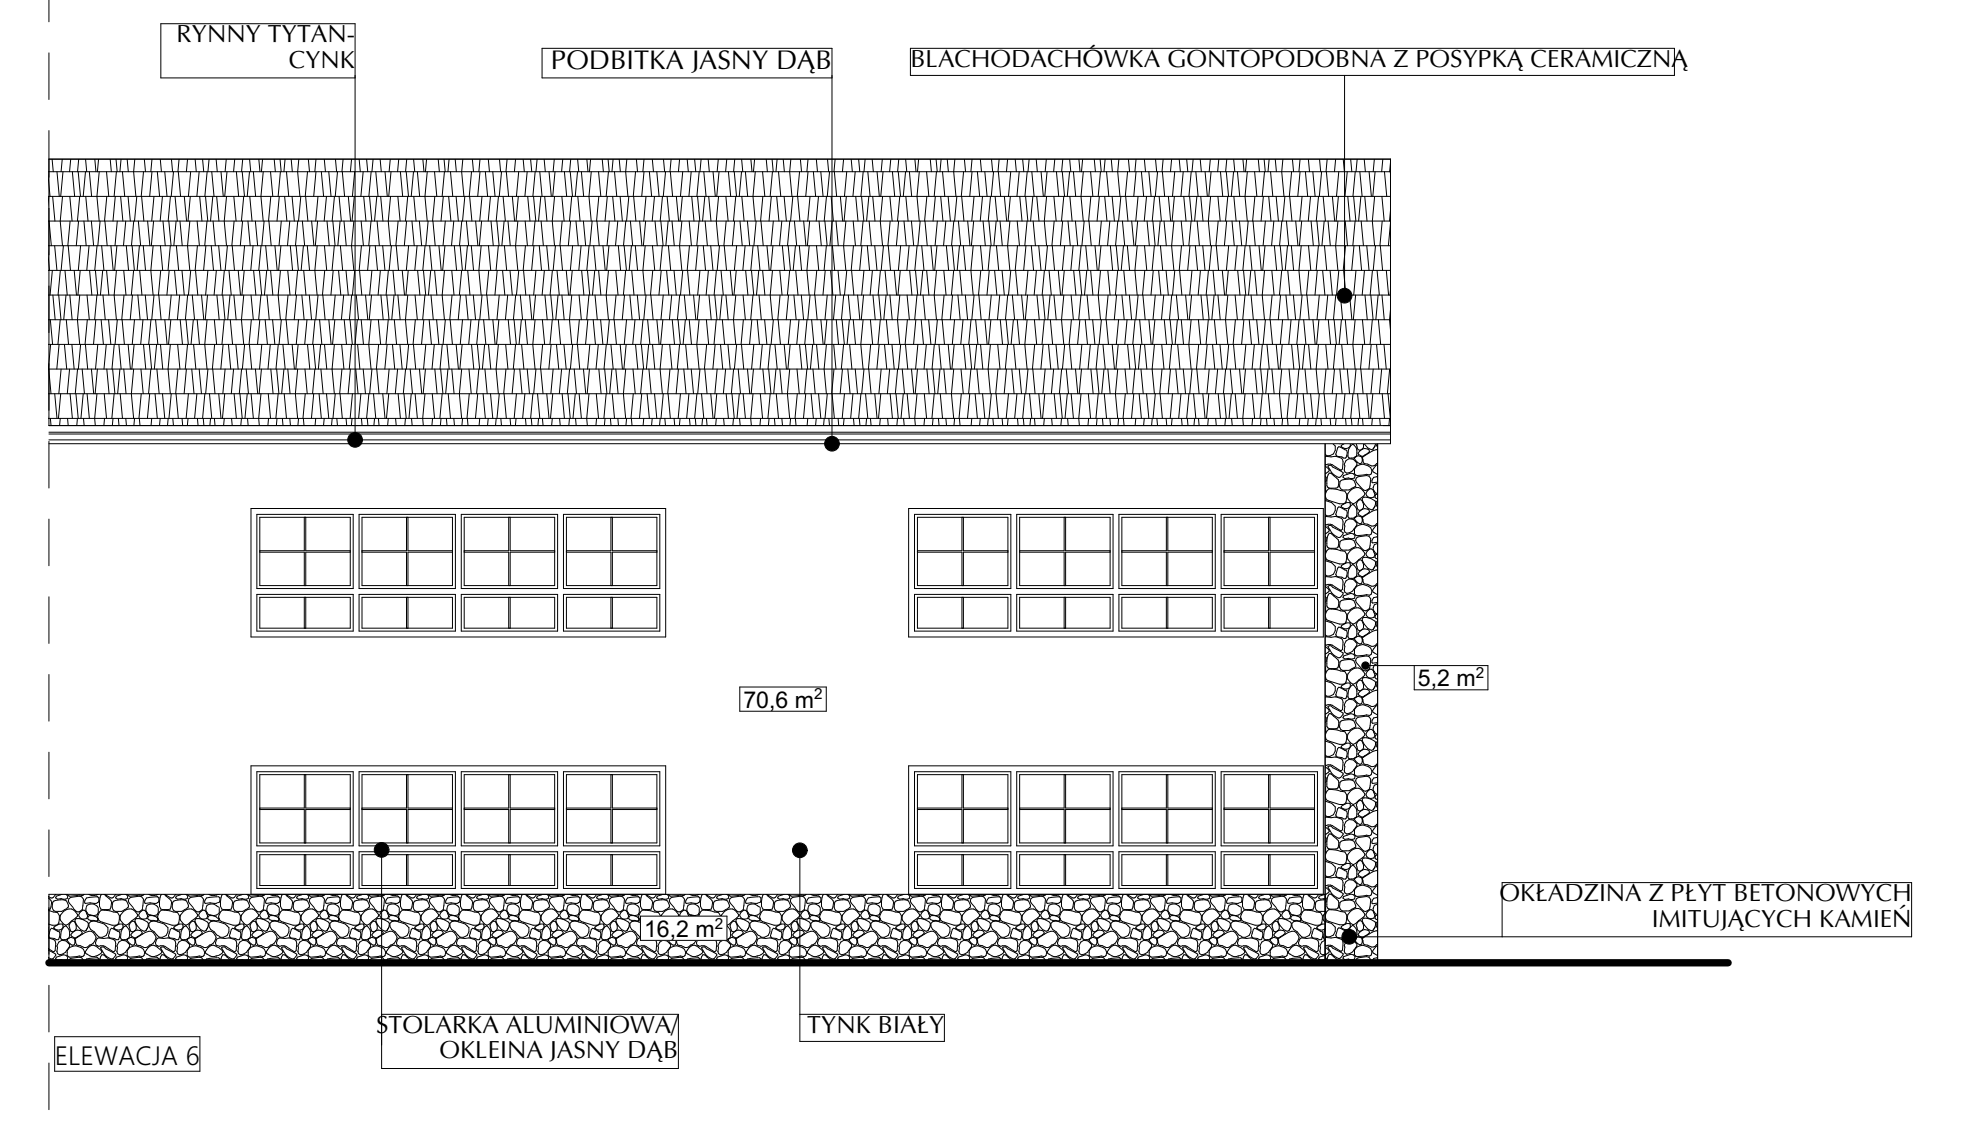 RYNNY TYTAN-
CYNK
PODBITKA JASNY DĄB
BLACHODACHÓWKA GONTOPODOBNA Z POSYPKĄ CERAMICZNĄ
70,6 m²
5,2 m²
16,2 m²
OKŁADZINA Z PŁYT BETONOWYCH
IMITUJĄCYCH KAMIEŃ
STOLARKA ALUMINIOWA/
OKLEINA JASNY DĄB
TYNK BIAŁY
ELEWACJA 6